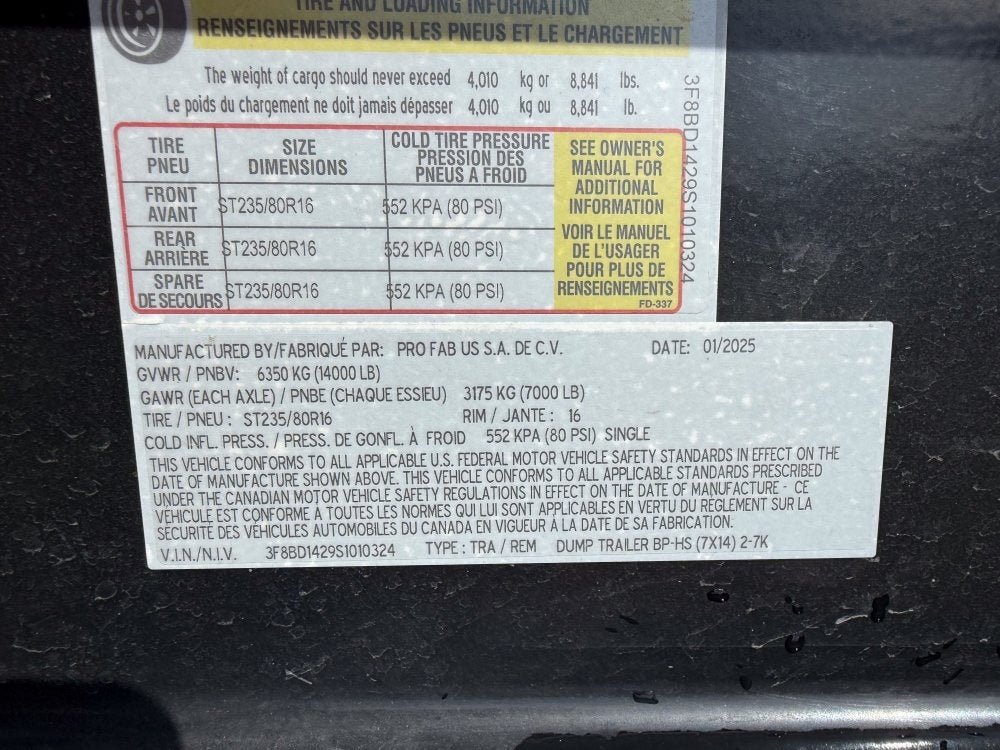 TIRE AND LOADING INFORMATION
RENSEIGNEMENTS SUR LES PNEUS ET LE CHARGEMENT
The weight of cargo should never exceed 4,010 kg or 8,841 lbs.
Le poids du chargement ne doit jamais dépasser 4,010 kg ou 8,841 lb.
TIRE PNEU SIZE DIMENSIONS COLD TIRE PRESSURE PRESSION DES PNEUS A FROID
FRONT AVANT ST235/80R16 552 KPA (80 PSI)
REAR ARRIÈRE ST235/80R16 552 KPA (80 PSI)
SPARE DE SECOURS ST235/80R16 552 KPA (80 PSI)
SEE OWNER'S
MANUAL FOR
ADDITIONAL
INFORMATION
VOIR LE MANUEL
DE L'USAGER
POUR PLUS DE
RENSEIGNEMENTS
FD-337
3F8BD1429S1010324
MANUFACTURED BY/FABRIQUÉ PAR: PRO FAB US S.A. DE C.V. DATE: 01/2025
GVWR / PNBV: 6350 KG (14000 LB)
GAWR (EACH AXLE) / PNBE (CHAQUE ESSIEU) 3175 KG (7000 LB)
TIRE / PNEU : ST235/80R16 RIM / JANTE : 16
COLD INFL. PRESS. / PRESS. DE GONFL. À FROID 552 KPA (80 PSI) SINGLE
THIS VEHICLE CONFORMS TO ALL APPLICABLE U.S. FEDERAL MOTOR VEHICLE SAFETY STANDARDS IN EFFECT ON THE
DATE OF MANUFACTURE SHOWN ABOVE. THIS VEHICLE CONFORMS TO ALL APPLICABLE STANDARDS PRESCRIBED
UNDER THE CANADIAN MOTOR VEHICLE SAFETY REGULATIONS IN EFFECT ON THE DATE OF MANUFACTURE - CE
VÉHICULE EST CONFORME À TOUTES LES NORMES QUI LUI SONT APPLICABLES EN VERTU DU REGLEMENT SUR LA
SÉCURITÉ DES VÉHICULES AUTOMOBILES DU CANADA EN VIGUEUR À LA DATE DE SA FABRICATION.
V.I.N./N.I.V. 3F8BD1429S1010324 TYPE : TRA / REM DUMP TRAILER BP-HS (7X14) 2-7K